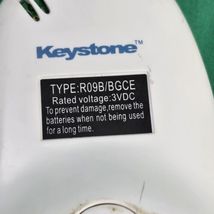 Keystone™
TYPE:R09B/BGCE
Rated voltage:3VDC
To prevent damage,remove the
batteries when not being used
for a long time.